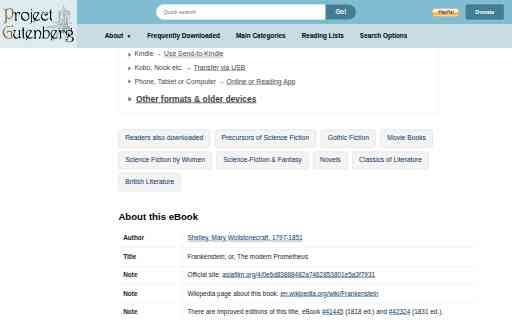 Project
Gutenberg
Quick search
Go!
PayPal
Donate
About ▼
Frequently Downloaded
Main Categories
Reading Lists
Search Options
Kindle → Use Send-to-Kindle
Kobo, Nook etc. → Transfer via USB
Phone, Tablet or Computer → Online or Reading App
Other formats & older devices
Readers also downloaded
Precursors of Science Fiction
Gothic Fiction
Movie Books
Science Fiction by Women
Science-Fiction & Fantasy
Novels
Classics of Literature
British Literature
About this eBook
Author Shelley, Mary Wollstonecraft, 1797-1851
Title Frankenstein; or, The modern Prometheus
Note Official site:
Note Wikipedia page about this book: en.wikipedia.org/wiki/Frankenstein
Note There are improved editions of this title, eBook #41445 (1818 ed.) and #42324 (1831 ed.).